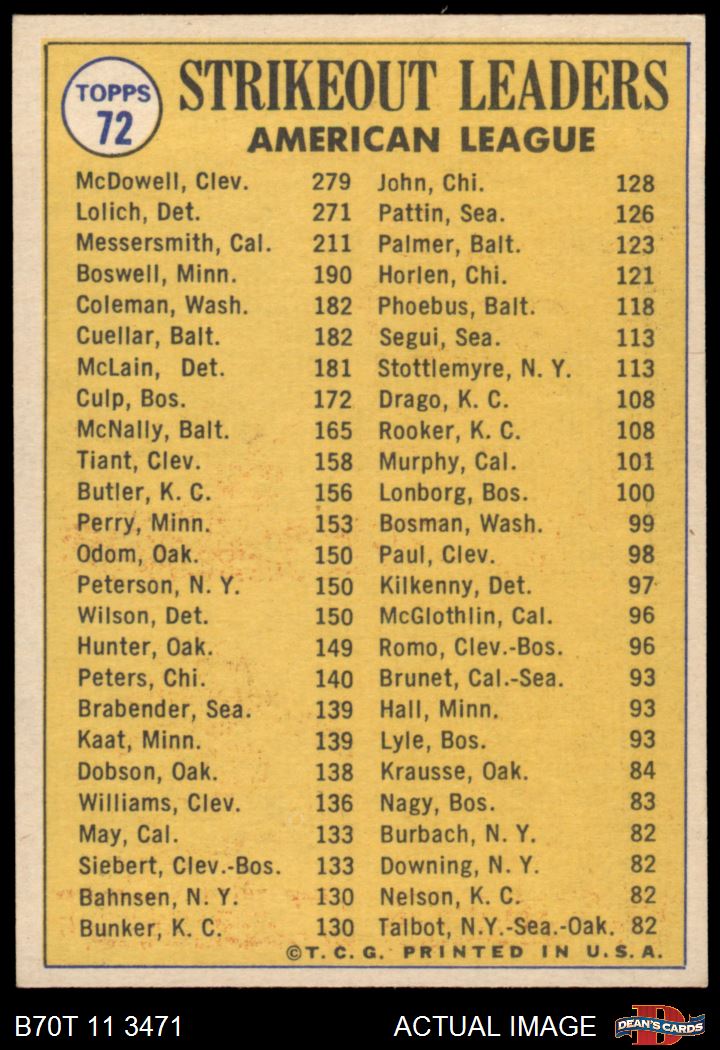 TOPPS
72
STRIKEOUT LEADERS
AMERICAN LEAGUE
McDowell, Clev. 279
Lolich, Det. 271
Messersmith, Cal. 211
Boswell, Minn. 190
Coleman, Wash. 182
Cuellar, Balt. 182
McLain, Det. 181
Culp, Bos. 172
McNally, Balt. 165
Tiant, Clev. 158
Butler, K. C. 156
Perry, Minn. 153
Odom, Oak. 150
Peterson, N. Y. 150
Wilson, Det. 150
Hunter, Oak. 149
Peters, Chi. 140
Brabender, Sea. 139
Kaat, Minn. 139
Dobson, Oak. 138
Williams, Clev. 136
May, Cal. 133
Siebert, Clev.-Bos. 133
Bahnsen, N. Y. 130
Bunker, K. C. 130
John, Chi. 128
Pattin, Sea. 126
Palmer, Balt. 123
Horlen, Chi. 121
Phoebus, Balt. 118
Segui, Sea. 113
Stottlemyre, N. Y. 113
Drago, K. C. 108
Rooker, K. C. 108
Murphy, Cal. 101
Lonborg, Bos. 100
Bosman, Wash. 99
Paul, Clev. 98
Kilkenny, Det. 97
McGlothlin, Cal. 96
Romo, Clev.-Bos. 96
Brunet, Cal.-Sea. 93
Hall, Minn. 93
Lyle, Bos. 93
Krausse, Oak. 84
Nagy, Bos. 83
Burbach, N. Y. 82
Downing, N. Y. 82
Nelson, K. C. 82
Talbot, N.Y.-Sea.-Oak. 82
©T. C. G. PRINTED IN U.S.A.
B70T 11 3471
ACTUAL IMAGE
DEAN'S CARDS